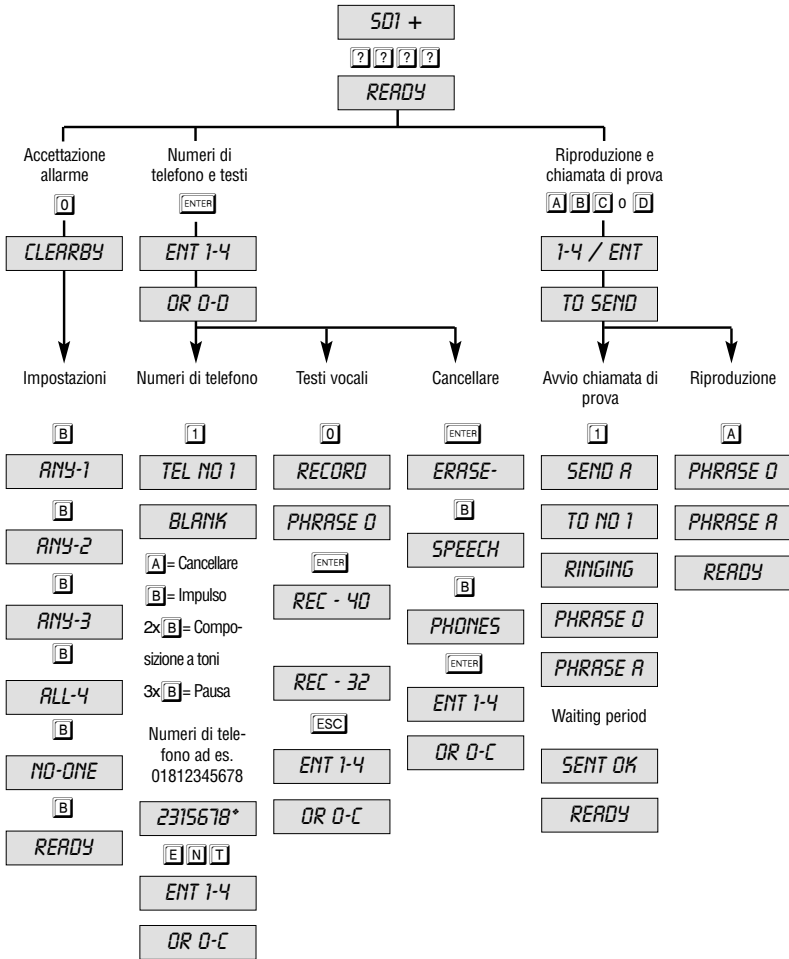 SD1 +
? ? ? ?
READY
Accettazione
allarme
0
CLEARBY
Numeri di
telefono e testi
ENTER
ENT 1-4
OR 0-D
Riproduzione e
chiamata di prova
A B C o D
1-4 / ENT
TO SEND
Impostazioni
B
ANY-1
B
ANY-2
B
ANY-3
B
ALL-4
B
NO-ONE
B
READY
Numeri di telefono
1
TEL NO 1
BLANK
A = Cancellare
B = Impulso
2x B = Compo-
sizione a toni
3x B = Pausa
Numeri di tele-
fono ad es.
01812345678
2315678*
E N T
ENT 1-4
OR 0-C
Testi vocali
0
RECORD
PHRASE 0
ENTER
REC - 40
REC - 32
ESC
ENT 1-4
OR 0-C
Cancellare
ENTER
ERASE-
B
SPEECH
B
PHONES
ENTER
ENT 1-4
OR 0-C
Avvio chiamata di
prova
1
SEND A
TO NO 1
RINGING
PHRASE 0
PHRASE A
Waiting period
SENT OK
READY
Riproduzione
A
PHRASE 0
PHRASE A
READY